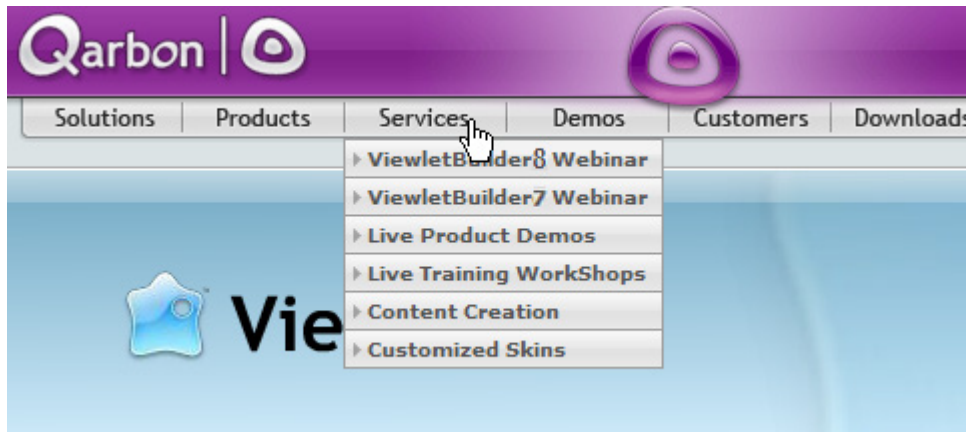 Qarbon
Solutions Products Services Demos Customers Downloads
ViewletBuilder8 Webinar
ViewletBuilder7 Webinar
Live Product Demos
Live Training WorkShops
Content Creation
Customized Skins
Vie